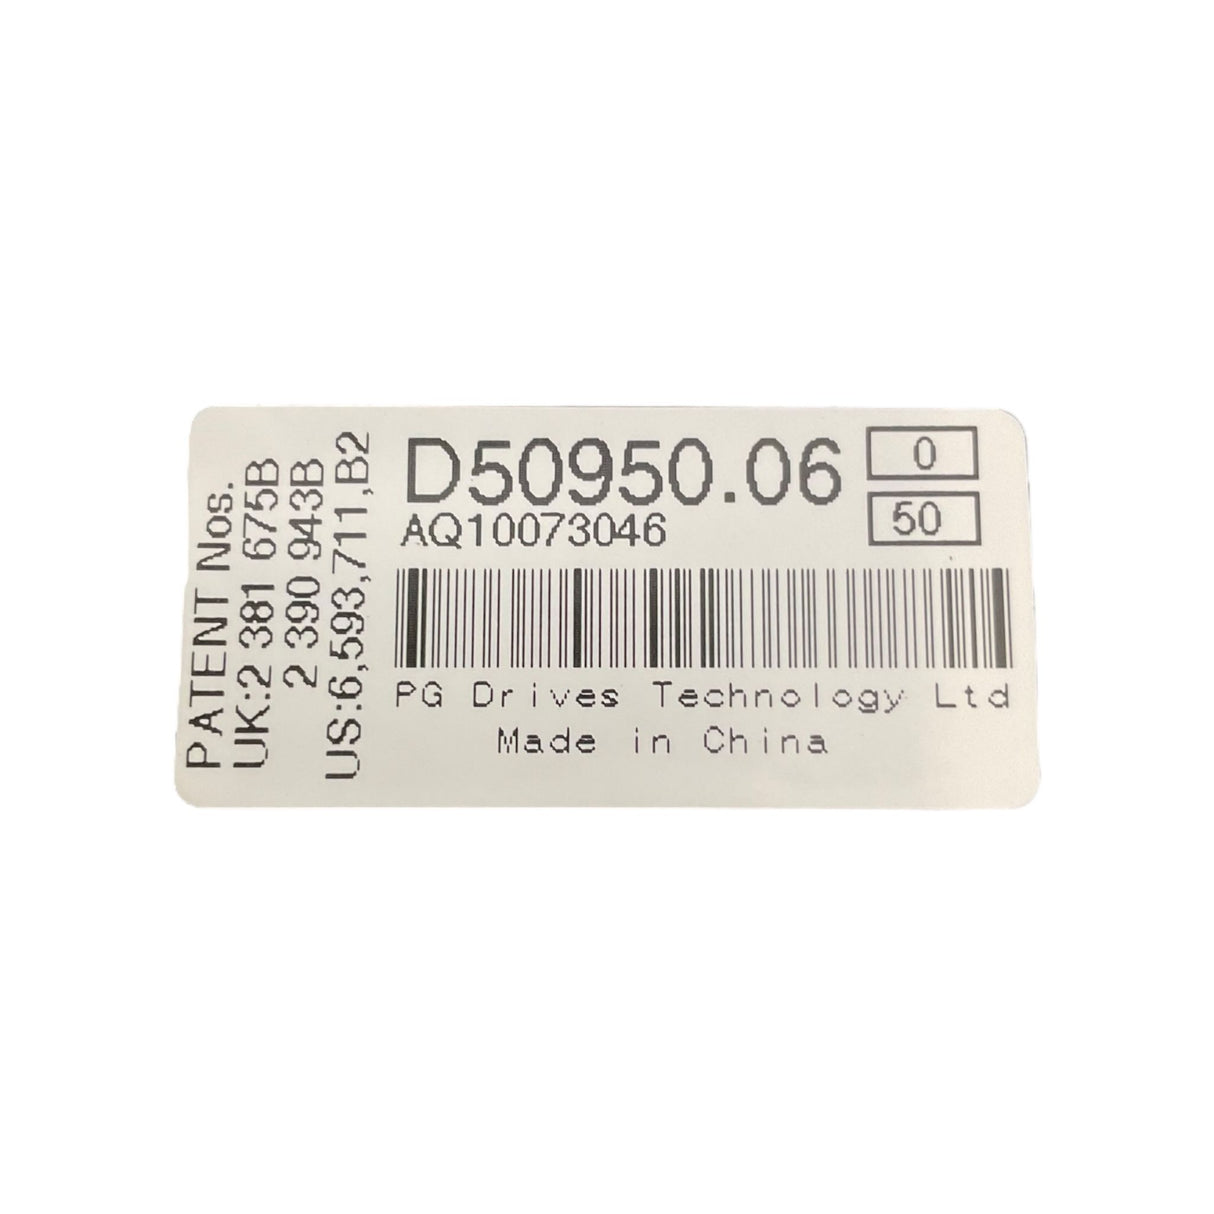 PATENT Nos.
UK:2 381 675B
2 390 943B
US:6,593,711,B2
D50950.06
0
AQ10073046
50
PG Drives Technology Ltd
Made in China